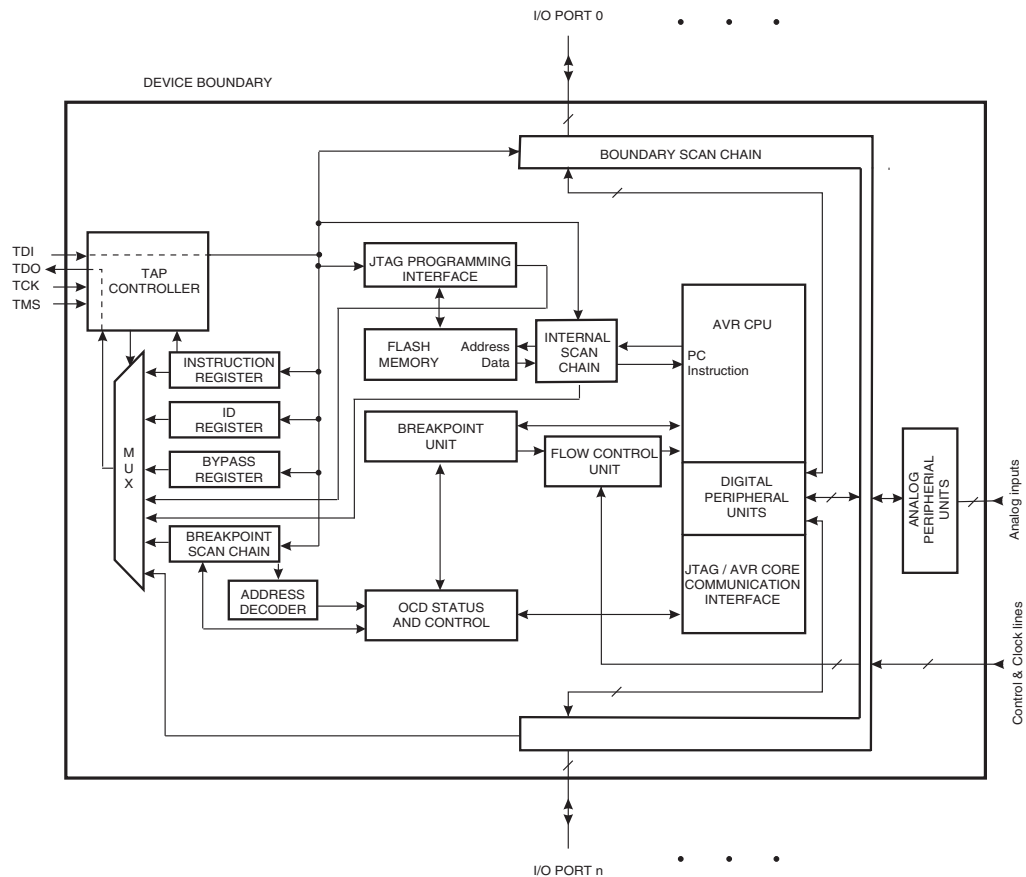 I/O PORT 0
DEVICE BOUNDARY
BOUNDARY SCAN CHAIN
TDI
TDO
TCK
TMS
TAP
CONTROLLER
JTAG PROGRAMMING
INTERFACE
AVR CPU
FLASH
MEMORY
Address
Data
INTERNAL
SCAN
CHAIN
PC
Instruction
INSTRUCTION
REGISTER
ID
REGISTER
BREAKPOINT
UNIT
FLOW CONTROL
UNIT
M
U
X
BYPASS
REGISTER
DIGITAL
PERIPHERAL
UNITS
ANALOG
PERIPHERIAL
UNITS
Analog inputs
BREAKPOINT
SCAN CHAIN
ADDRESS
DECODER
OCD STATUS
AND CONTROL
JTAG / AVR CORE
COMMUNICATION
INTERFACE
Control & Clock lines
I/O PORT n